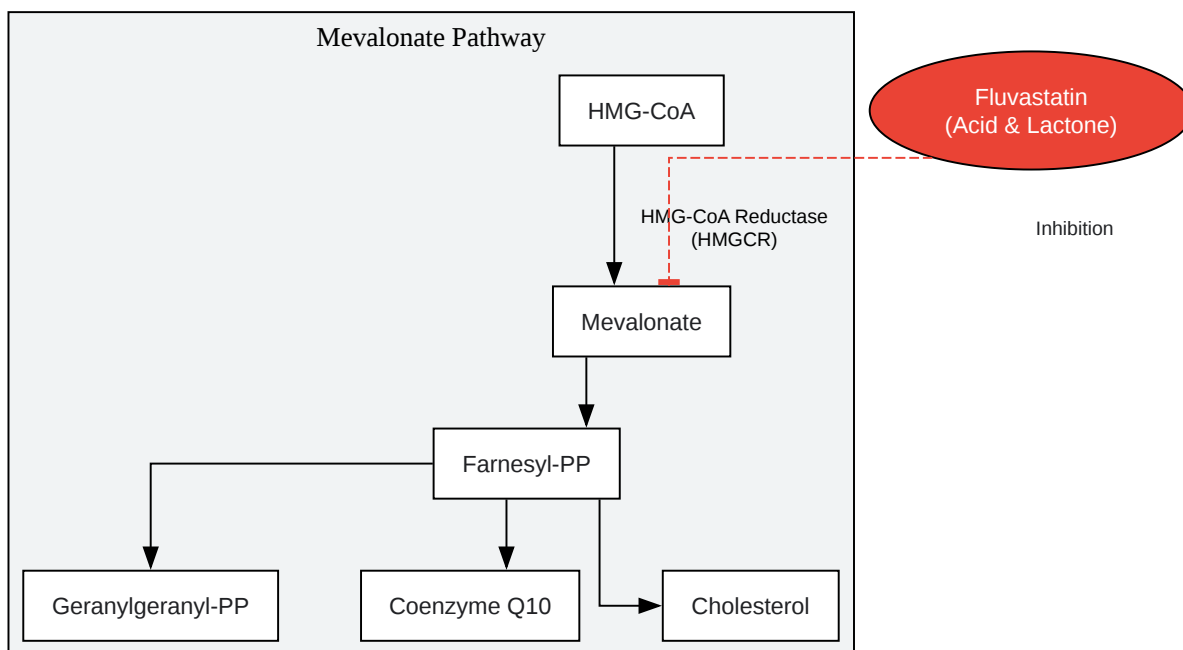 Mevalonate Pathway
HMG-CoA
Fluvastatin
(Acid & Lactone)
HMG-CoA Reductase
(HMGCR)
Inhibition
Mevalonate
Farnesyl-PP
Geranylgeranyl-PP
Coenzyme Q10
Cholesterol